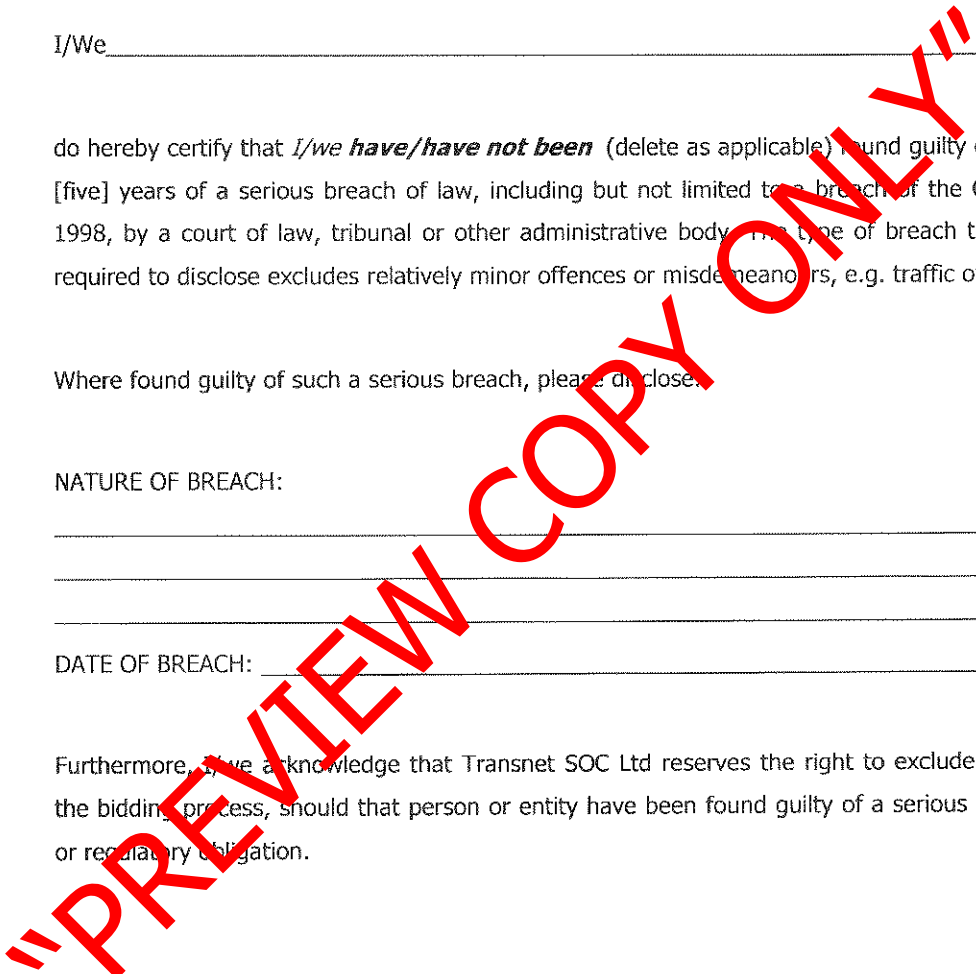 I/We
do hereby certify that I/we have/have not been (delete as applicable) found guilty
[five] years of a serious breach of law, including but not limited to a breach of the
1998, by a court of law, tribunal or other administrative body. The type of breach
required to disclose excludes relatively minor offences or misdemeanours, e.g. traffic
Where found guilty of such a serious breach, please disclose:
NATURE OF BREACH:
DATE OF BREACH:
Furthermore, I/we acknowledge that Transnet SOC Ltd reserves the right to exclude
the bidding process, should that person or entity have been found guilty of a serious
or regulatory obligation.
"PREVIEW COPY ONLY"